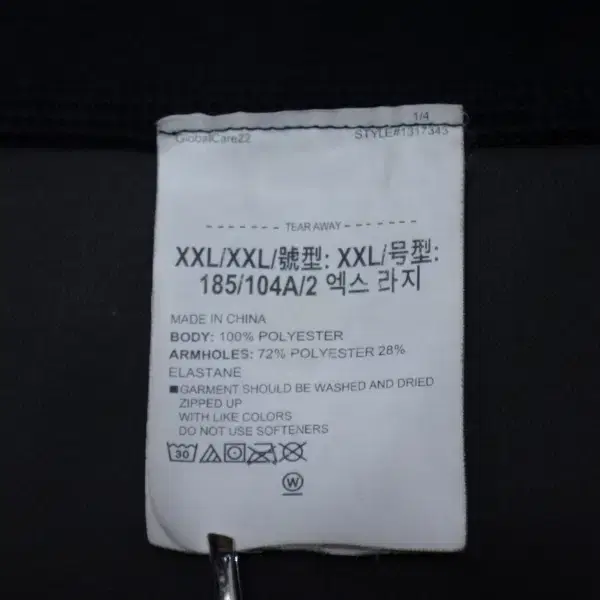 1/4
GlobalCare22 STYLE#1317343
TEAR AWAY
XXL/XXL/號型: XXL/号型:
185/104A/2 엑스 라지
MADE IN CHINA
BODY: 100% POLYESTER
ARMHOLES: 72% POLYESTER 28%
ELASTANE
GARMENT SHOULD BE WASHED AND DRIED
ZIPPED UP
WITH LIKE COLORS
DO NOT USE SOFTENERS
30
W